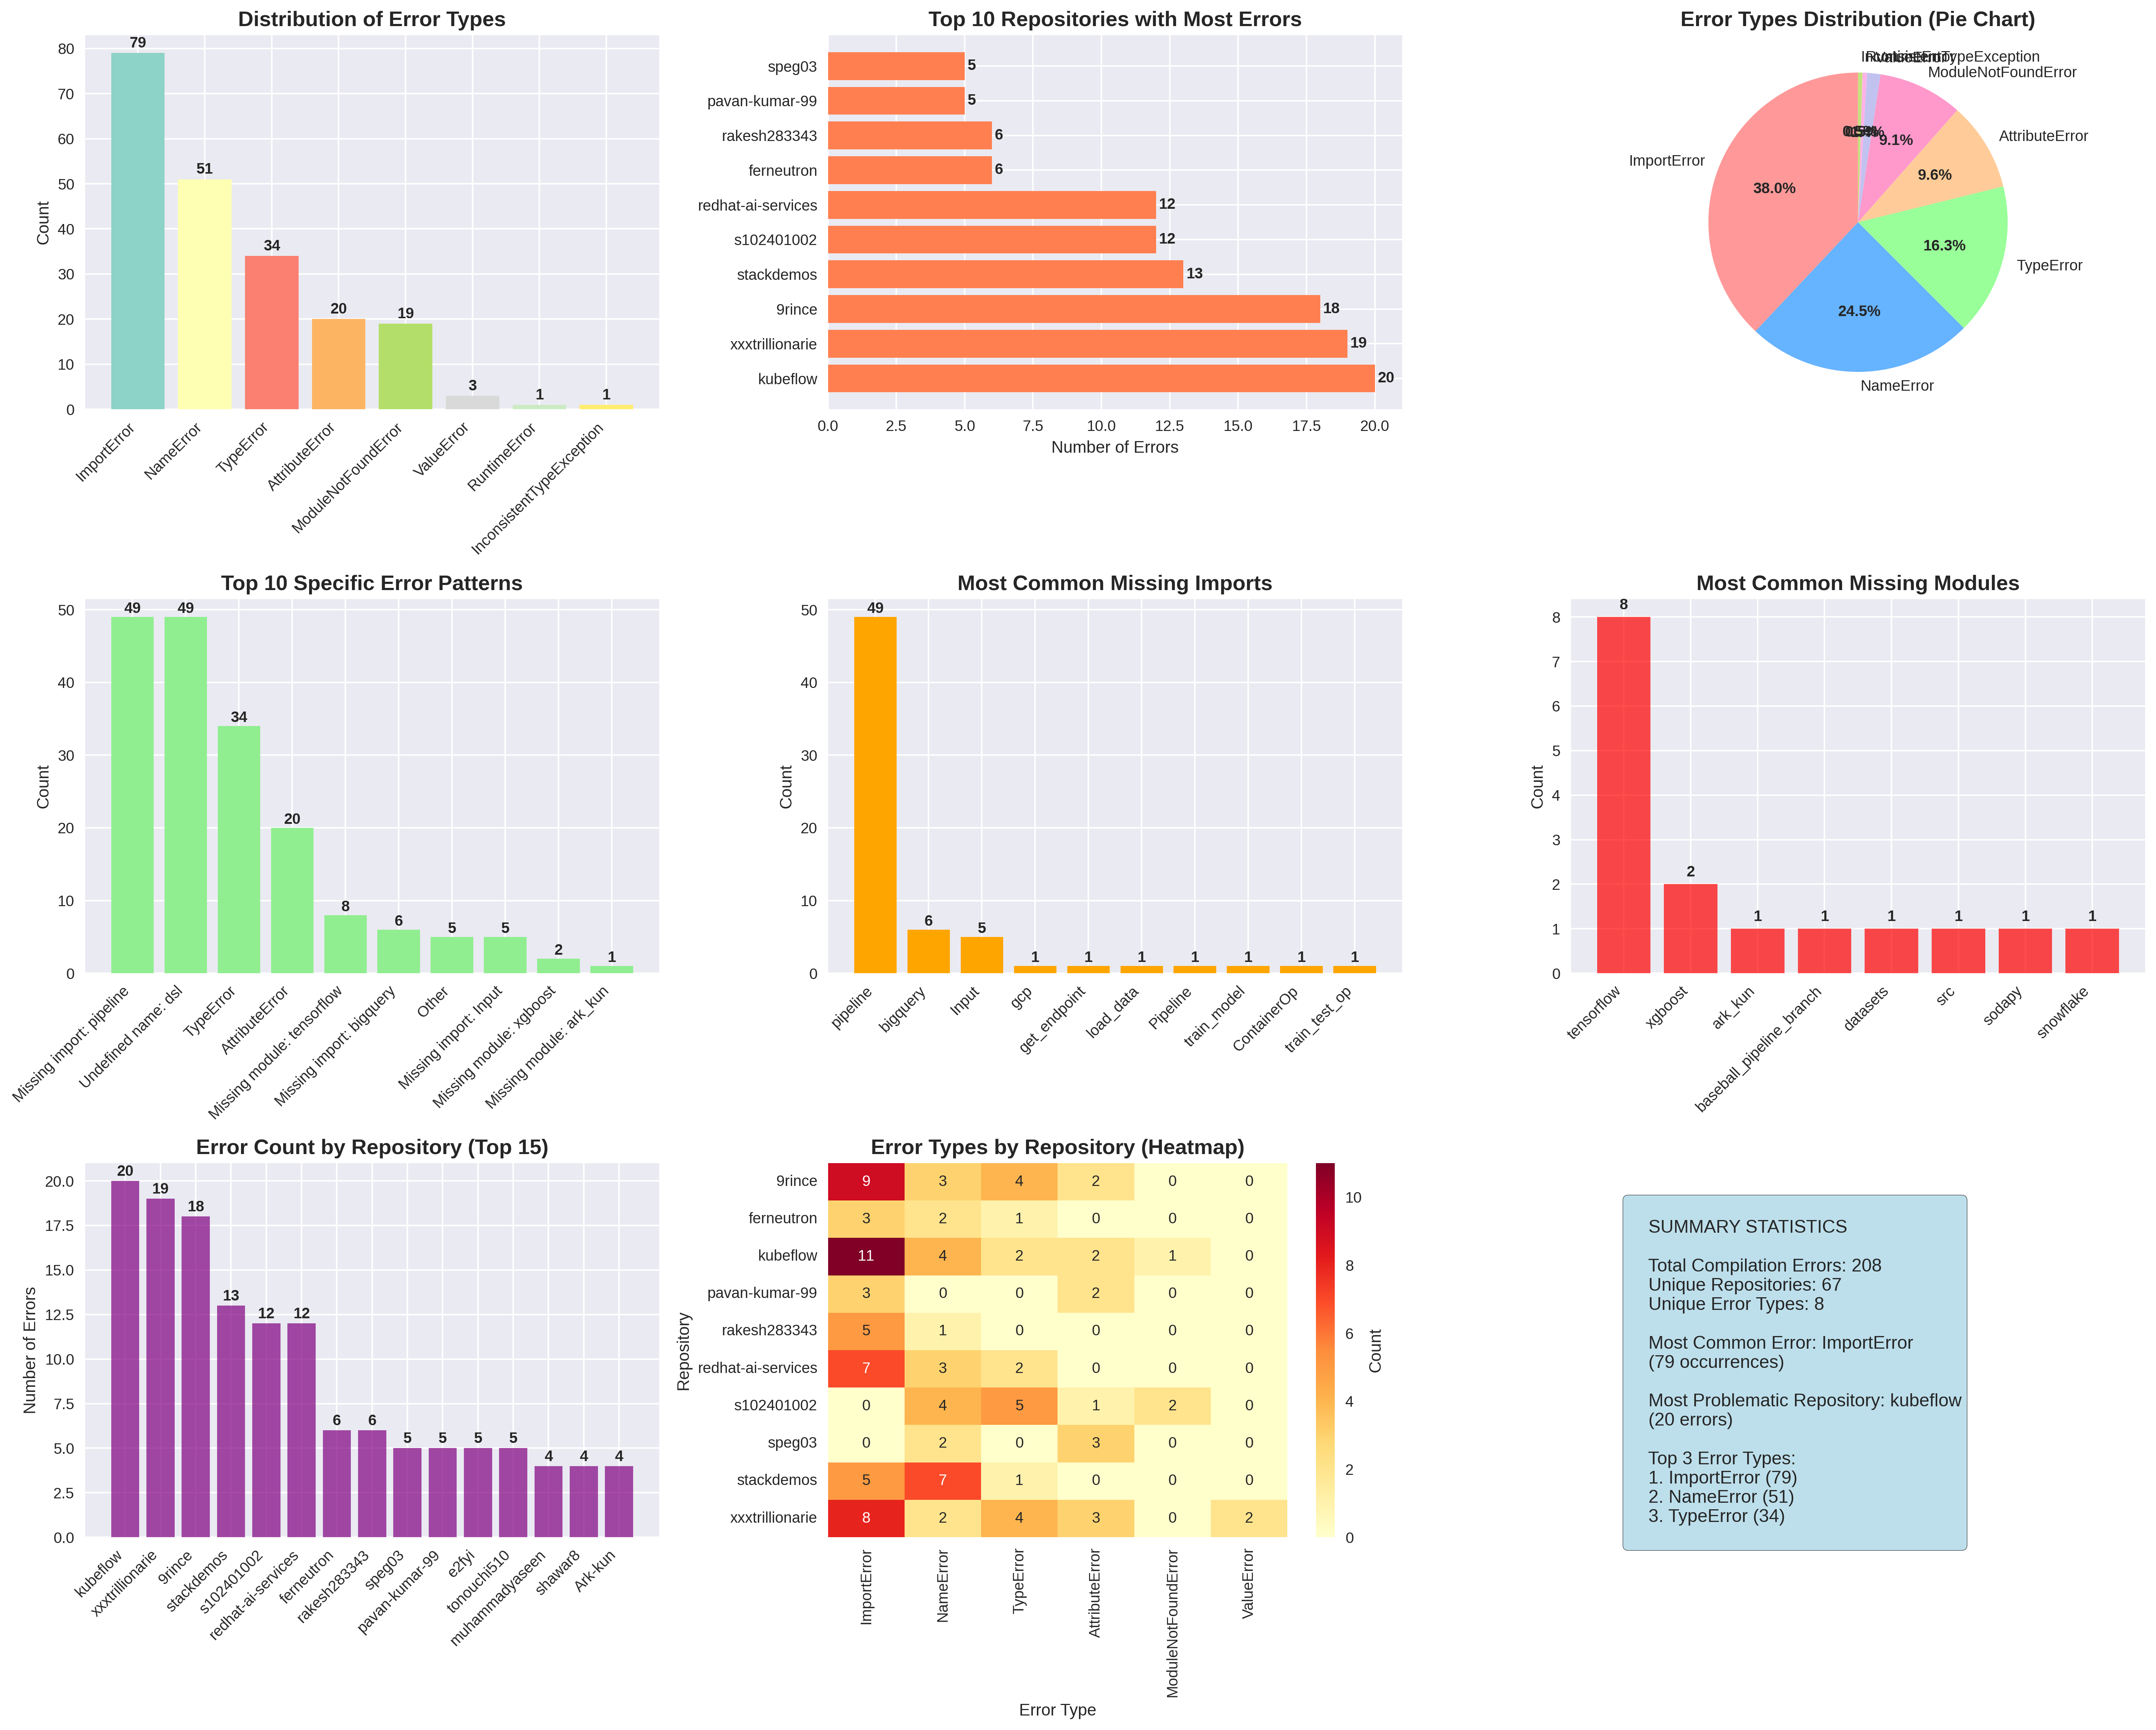 Distribution of Error Types
79
51
34
20
19
3
1
1
80
70
60
50
40
30
20
10
0
Count
ImportError
NameError
TypeError
AttributeError
ModuleNotFoundError
ValueError
RuntimeError
InconsistentTypeException
Top 10 Repositories with Most Errors
speg03
5
pavan-kumar-99
5
rakesh283343
6
ferneutron
6
redhat-ai-services
12
s102401002
12
stackdemos
13
9rince
18
xxxtrillionarie
19
kubeflow
20
0.0
2.5
5.0
7.5
10.0
12.5
15.0
17.5
20.0
Number of Errors
Error Types Distribution (Pie Chart)
ModuleNotFoundError
AttributeError
ImportError
TypeError
NameError
38.0%
24.5%
16.3%
9.6%
9.1%
Top 10 Specific Error Patterns
49
49
34
20
8
6
5
5
2
1
50
40
30
20
10
0
Count
Missing import: pipeline
Undefined name: dsl
TypeError
AttributeError
Missing module: tensorflow
Missing import: bigquery
Other
Missing import: Input
Missing module: xgboost
Missing module: ark_kun
Most Common Missing Imports
49
6
5
1
1
1
1
1
1
1
50
40
30
20
10
0
Count
pipeline
bigquery
Input
gcp
get_endpoint
load_data
Pipeline
train_model
ContainerOp
train_test_op
Most Common Missing Modules
8
2
1
1
1
1
1
1
8
7
6
5
4
3
2
1
0
Count
tensorflow
xgboost
ark_kun
baseball_pipeline_branch
datasets
src
sodapy
snowflake
Error Count by Repository (Top 15)
20
19
18
13
12
12
6
6
5
5
5
5
4
4
4
20.0
17.5
15.0
12.5
10.0
7.5
5.0
2.5
0.0
Number of Errors
kubeflow
xxxtrillionarie
9rince
stackdemos
s102401002
redhat-ai-services
ferneutron
rakesh283343
speg03
pavan-kumar-99
e2fyi
tonouchi510
muhammadyaseen
shawar8
Ark-kun
Error Types by Repository (Heatmap)
9rince 9 3 4 2 0 0
ferneutron 3 2 1 0 0 0
kubeflow 11 4 2 2 1 0
pavan-kumar-99 3 0 0 2 0 0
rakesh283343 5 1 0 0 0 0
redhat-ai-services 7 3 2 0 0 0
s102401002 0 4 5 1 2 0
speg03 0 2 0 3 0 0
stackdemos 5 7 1 0 0 0
xxxtrillionarie 8 2 4 3 0 2
Repository
ImportError
NameError
TypeError
AttributeError
ModuleNotFoundError
ValueError
Error Type
10
8
6
4
2
0
Count
SUMMARY STATISTICS
Total Compilation Errors: 208
Unique Repositories: 67
Unique Error Types: 8
Most Common Error: ImportError
(79 occurrences)
Most Problematic Repository: kubeflow
(20 errors)
Top 3 Error Types:
1. ImportError (79)
2. NameError (51)
3. TypeError (34)